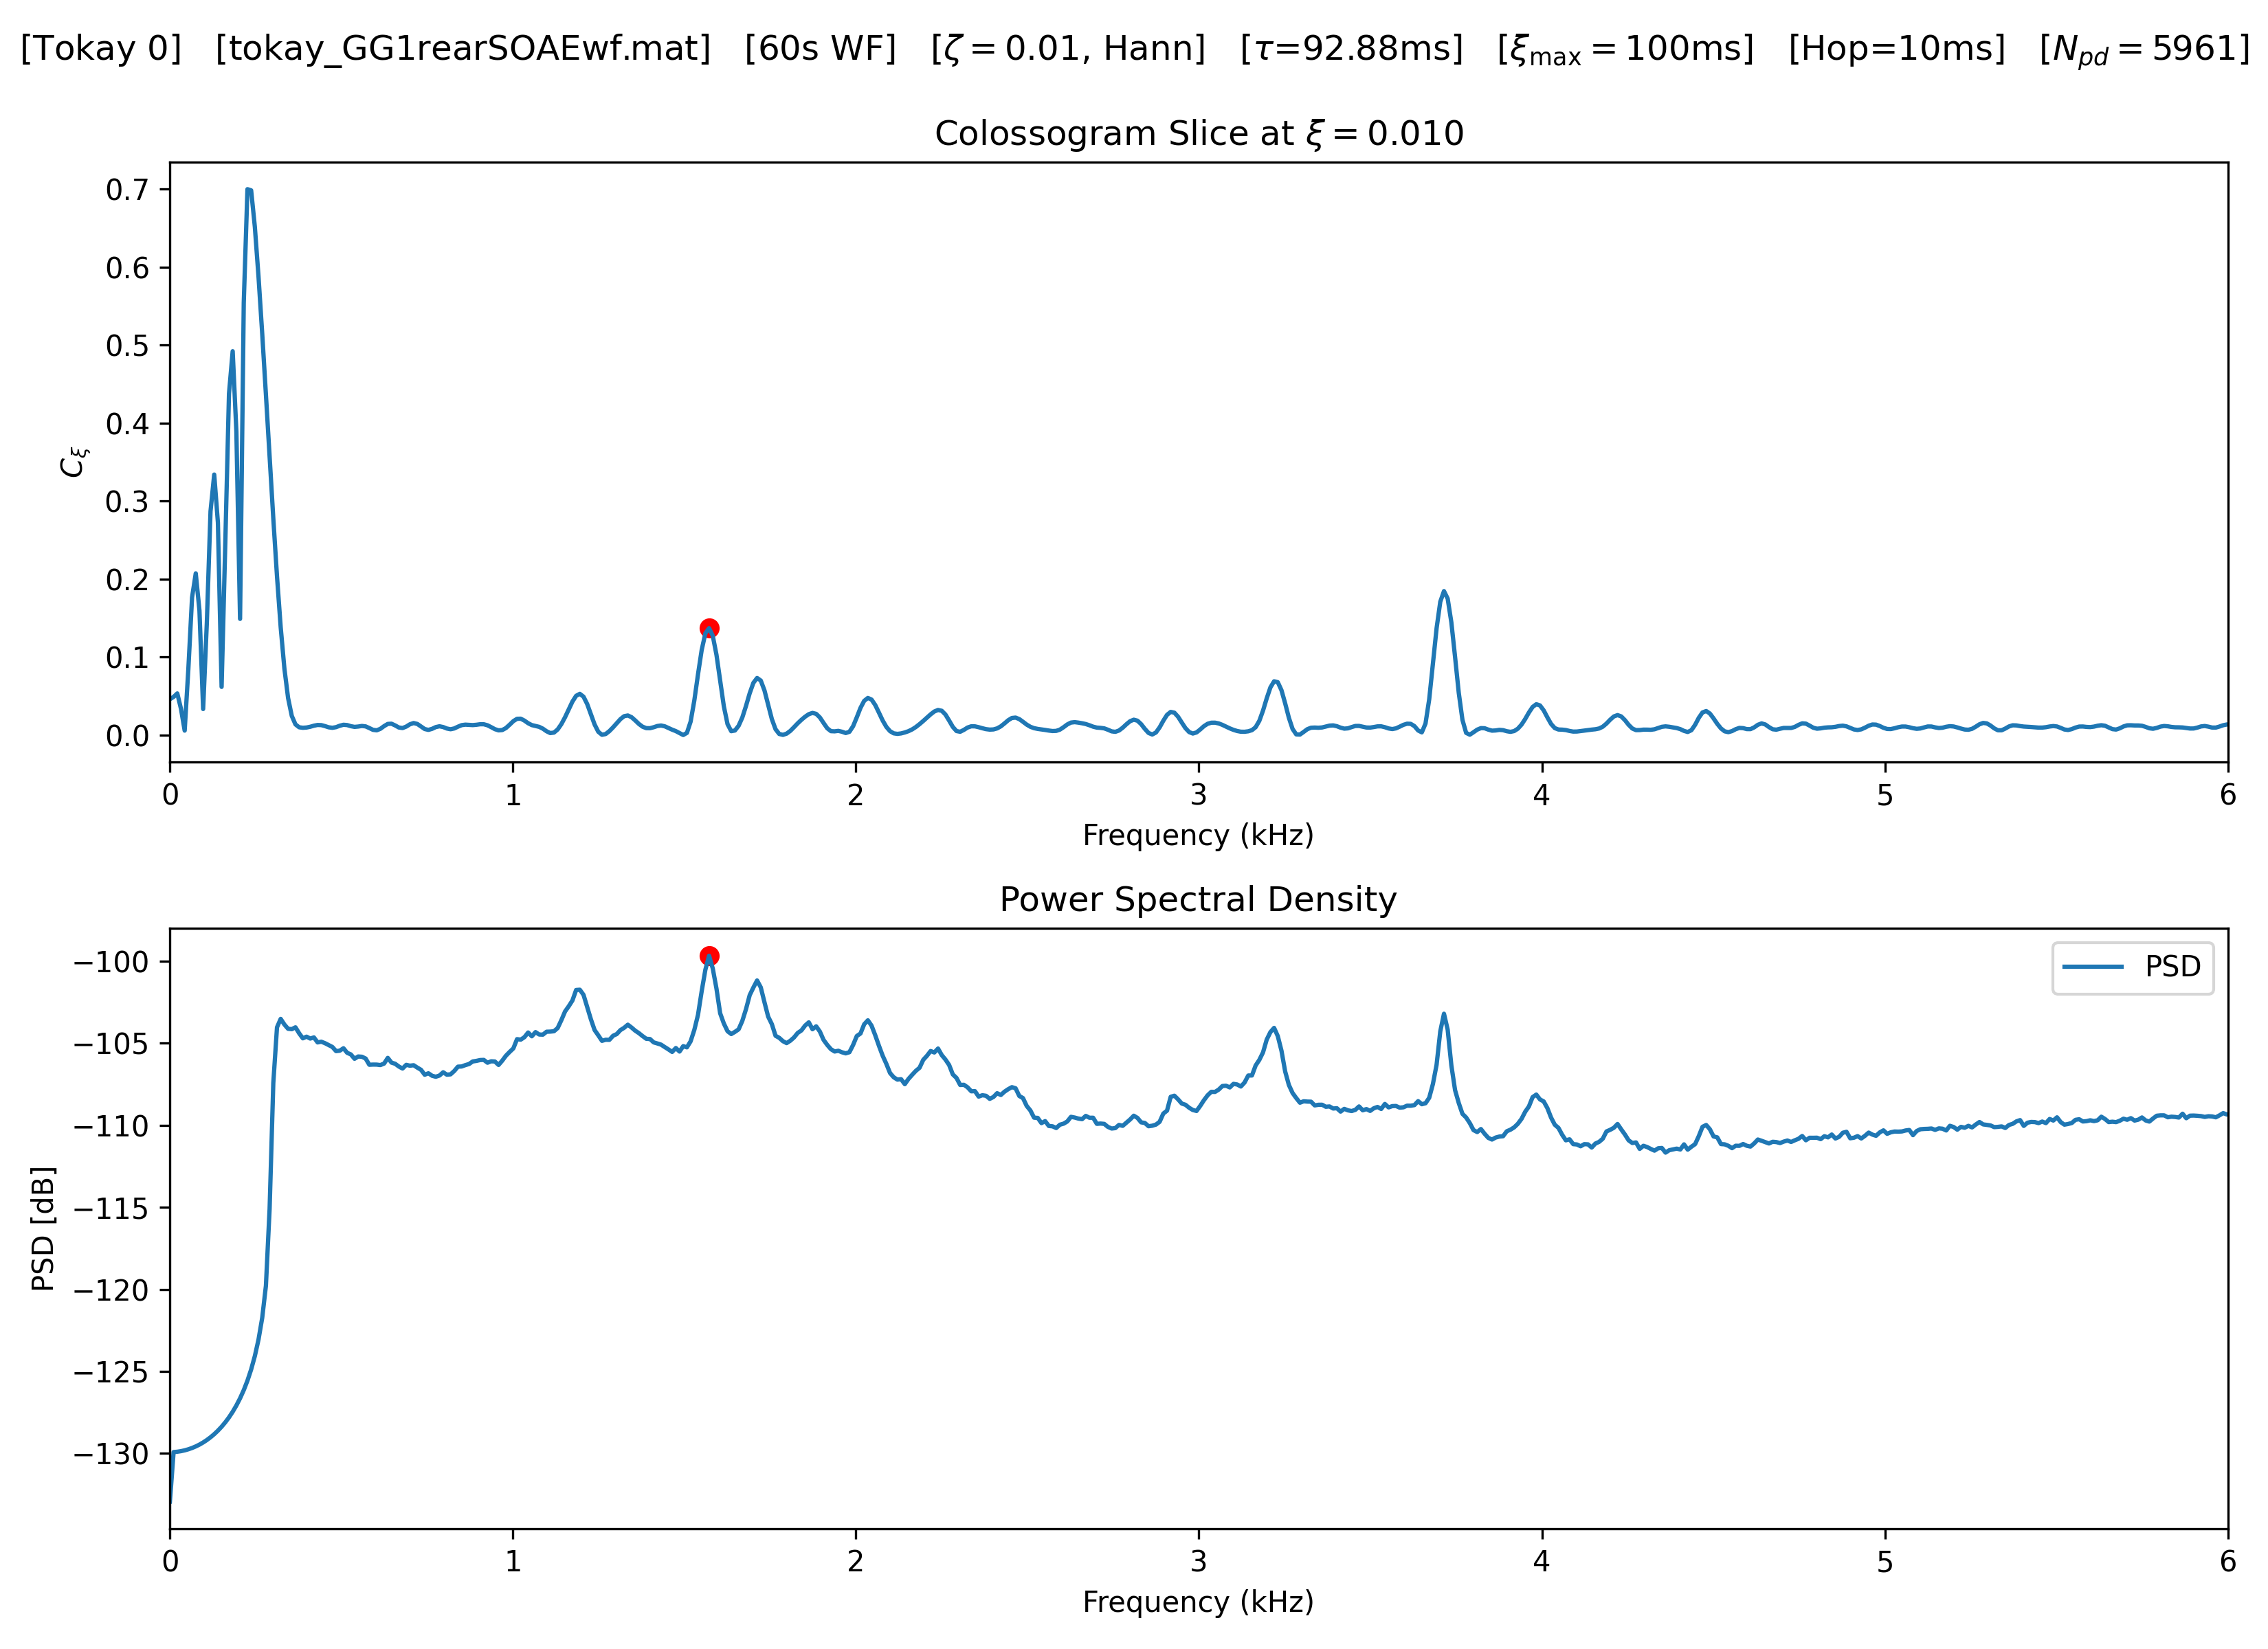 [Tokay 0] [tokay_GG1rearSOAEwf.mat] [60s WF] [ζ = 0.01, Hann] [τ=92.88ms] [ξmax = 100ms] [Hop=10ms] [Npd = 5961]
Colossogram Slice at ξ = 0.010
0.7
0.6
0.5
0.4
0.3
0.2
0.1
0.0
Cξ
0 1 2 3 4 5 6
Frequency (kHz)
Power Spectral Density
PSD
−100
−105
−110
−115
−120
−125
−130
PSD [dB]
0 1 2 3 4 5 6
Frequency (kHz)